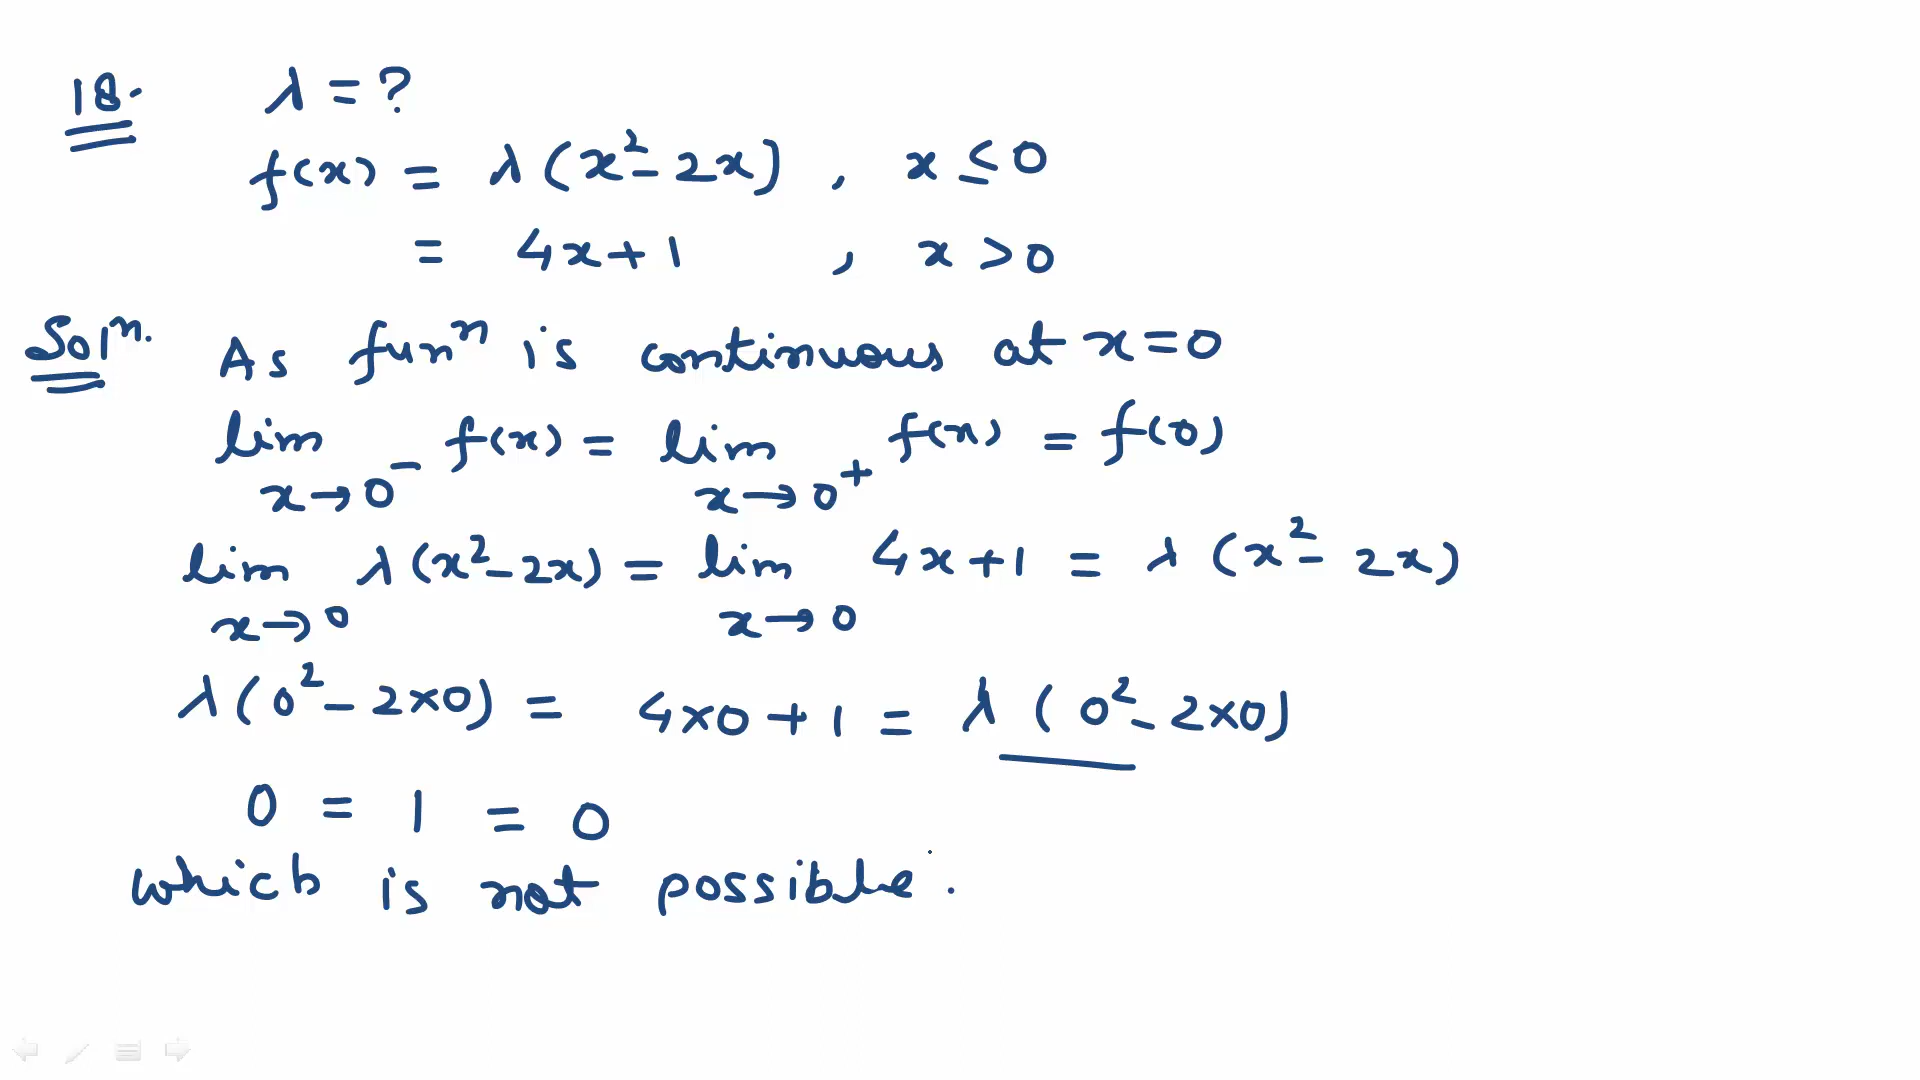 18. λ = ?
f(x) = λ(x² - 2x) , x ≤ 0
= 4x+1 , x > 0
Solⁿ. As funⁿ is continuous at x=0
lim x→0⁻ f(x) = lim x→0⁺ f(x) = f(0)
lim x→0 λ(x²-2x) = lim x→0 4x+1 = λ(x²-2x)
λ(0²-2×0) = 4×0+1 = λ(0²-2×0)
0 = 1 = 0
which is not possible.